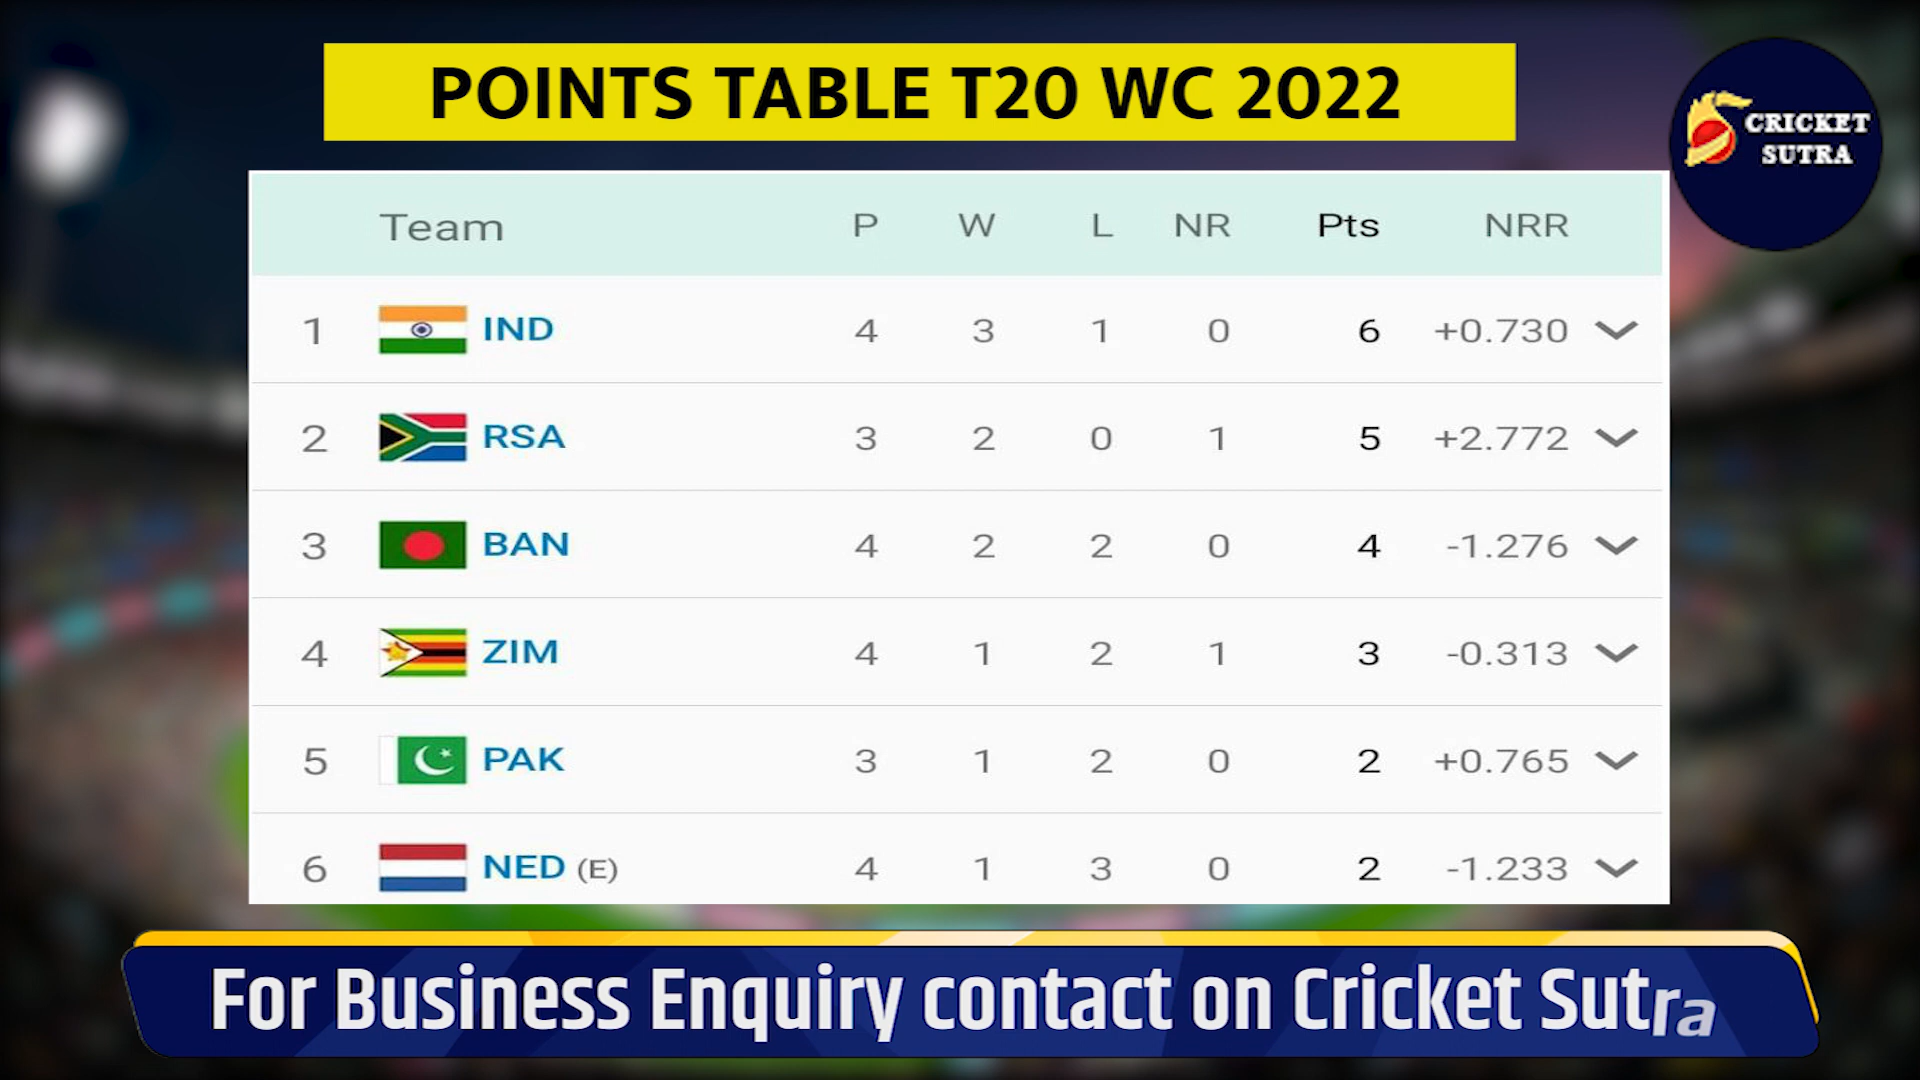 POINTS TABLE T20 WC 2022
CRICKET
SUTRA
Team P W L NR Pts NRR
1 IND 4 3 1 0 6 +0.730
2 RSA 3 2 0 1 5 +2.772
3 BAN 4 2 2 0 4 -1.276
4 ZIM 4 1 2 1 3 -0.313
5 PAK 3 1 2 0 2 +0.765
6 NED (E) 4 1 3 0 2 -1.233
For Business Enquiry contact on Cricket Sutra